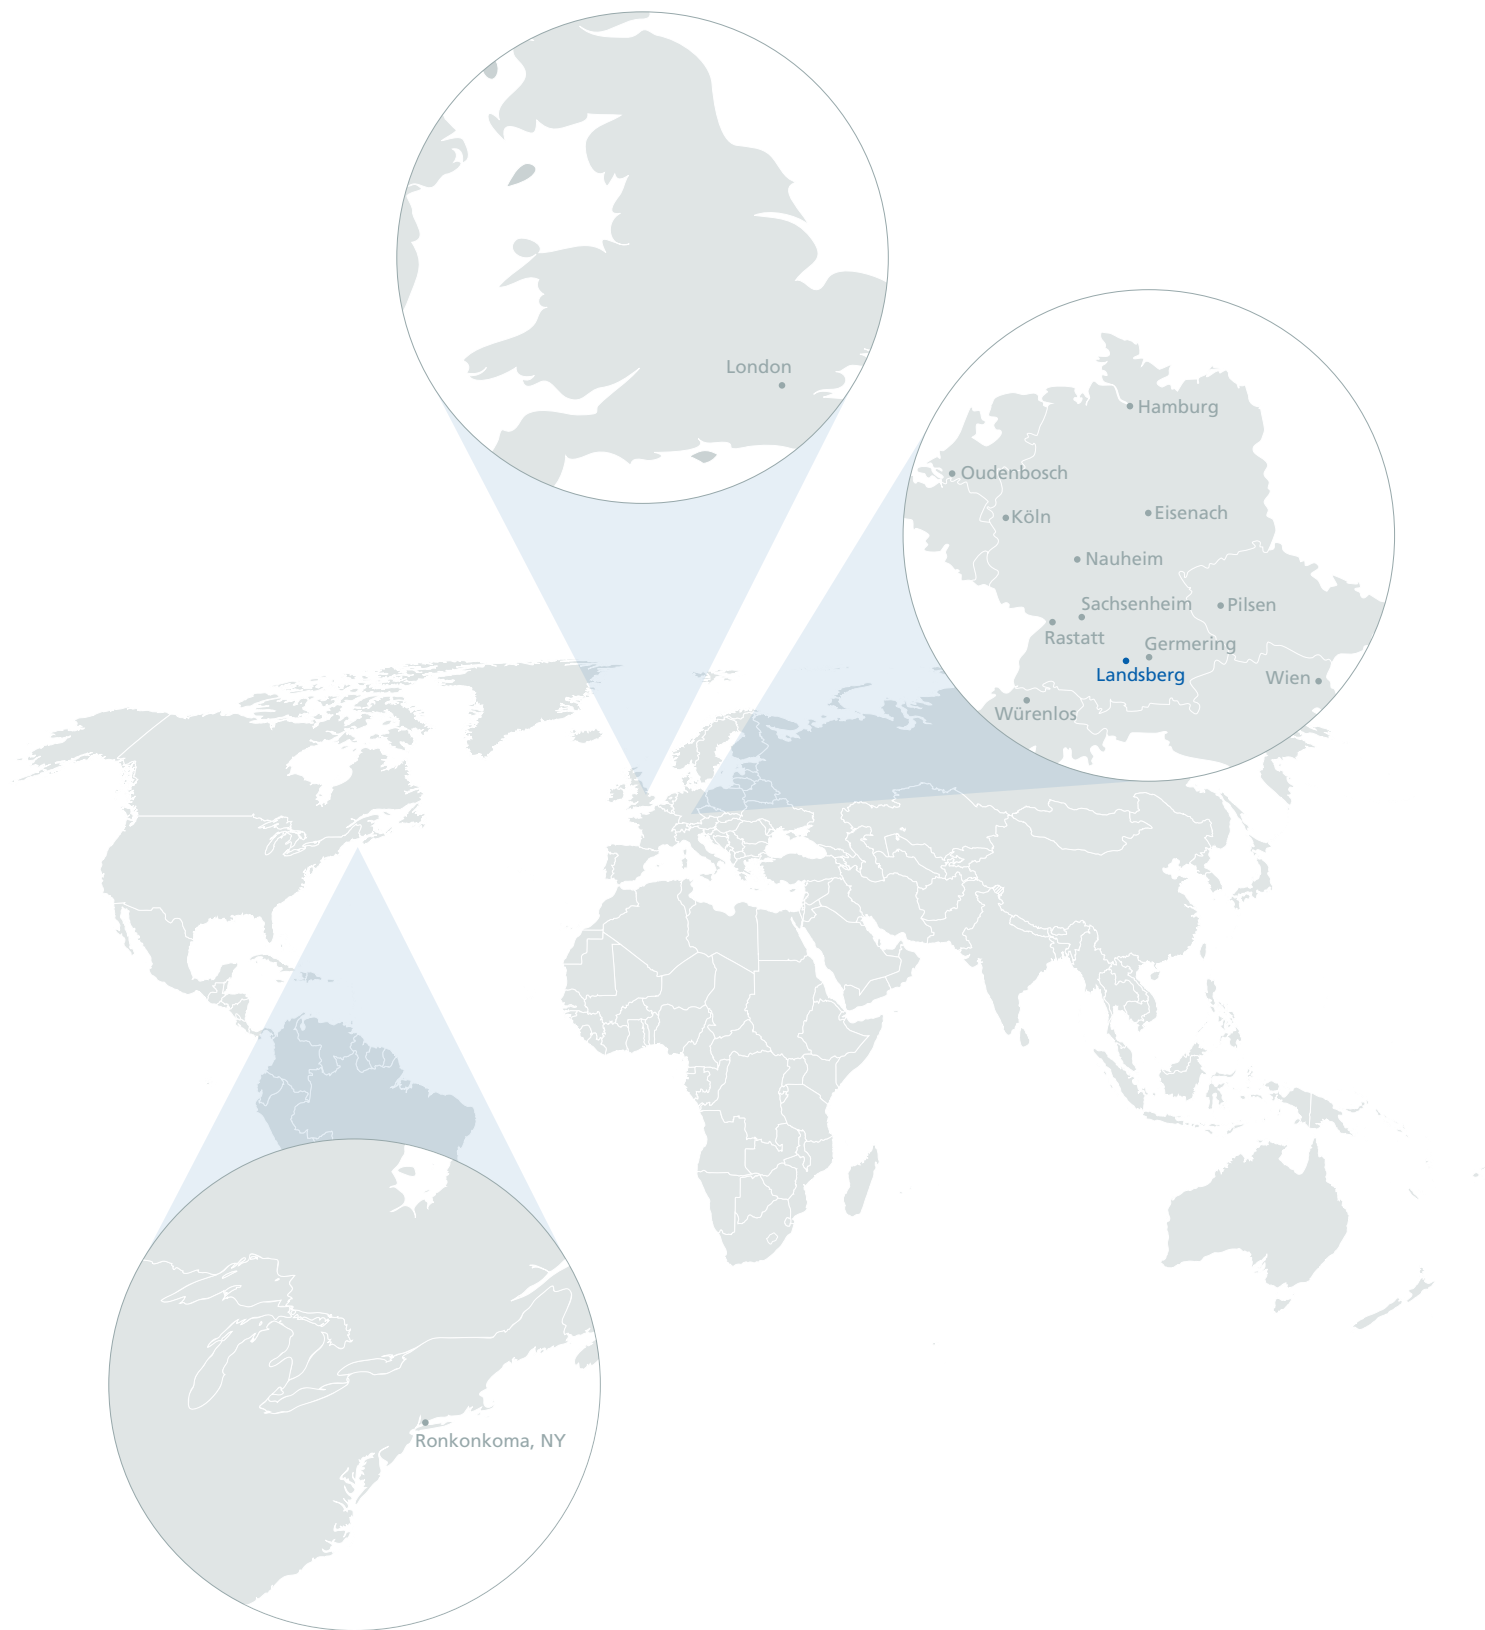 London
Hamburg
Oudenbosch
Köln
Eisenach
Nauheim
Sachsenheim
Pilsen
Rastatt
Germering
Landsberg
Wien
Würenlos
Ronkonkoma, NY